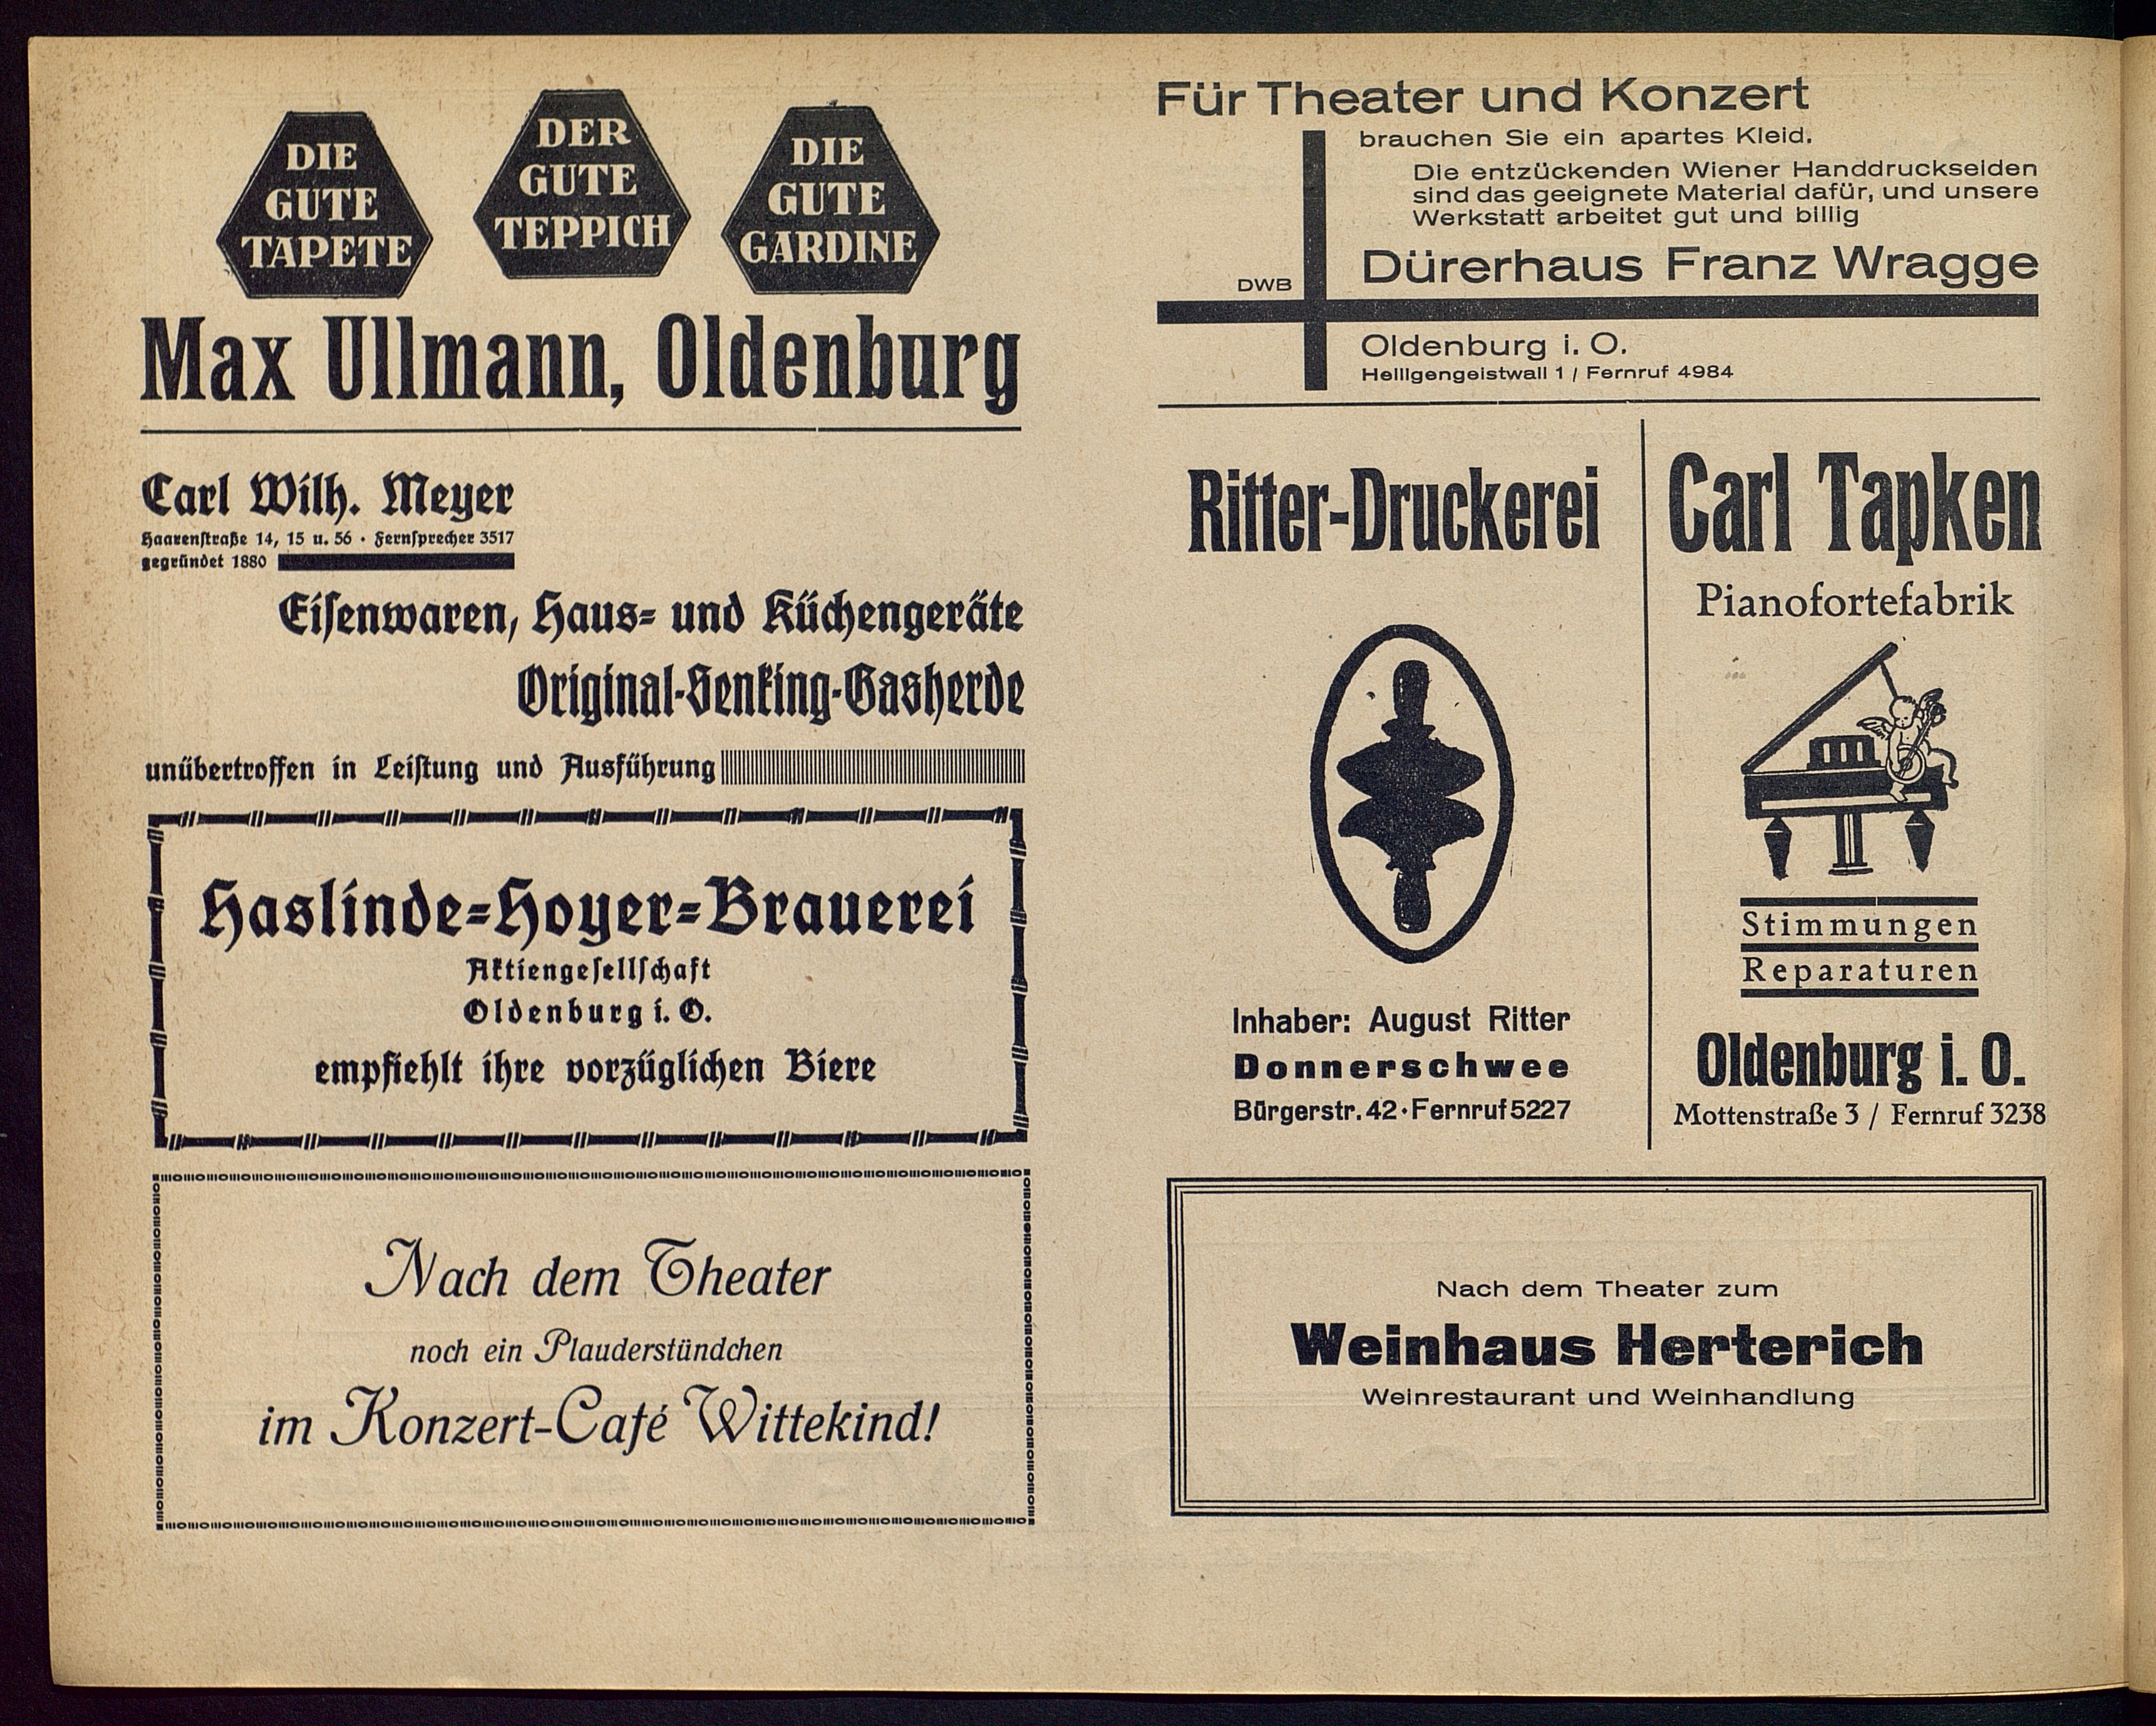 DIE
GUTE
TAPETE
DER
GUTE
TEPPICH
DIE
GUTE
GARDINE
Max Ullmann, Oldenburg
Carl Wilh. Meyer
Haarenstraße 14, 15 u. 56 · Fernsprecher 3517
gegründet 1880
Eisenwaren, Haus- und Küchengeräte
Original-Senking-Gasherde
unübertroffen in Leistung und Ausführung
Haslinde-Hoyer-Brauerei
Aktiengesellschaft
Oldenburg i. O.
empfiehlt ihre vorzüglichen Biere
Nach dem Theater
noch ein Plauderstündchen
im Konzert-Café Wittekind!
Für Theater und Konzert
brauchen Sie ein apartes Kleid.
Die entzückenden Wiener Handdruckseiden
sind das geeignete Material dafür, und unsere
Werkstatt arbeitet gut und billig
Dürerhaus Franz Wragge
DWB
Oldenburg i. O.
Heiligengeistwall 1 / Fernruf 4984
Ritter-Druckerei
Inhaber: August Ritter
Donnerschwee
Bürgerstr. 42 · Fernruf 5227
Carl Tapken
Pianofortefabrik
Stimmungen
Reparaturen
Oldenburg i. O.
Mottenstraße 3 / Fernruf 3238
Nach dem Theater zum
Weinhaus Herterich
Weinrestaurant und Weinhandlung